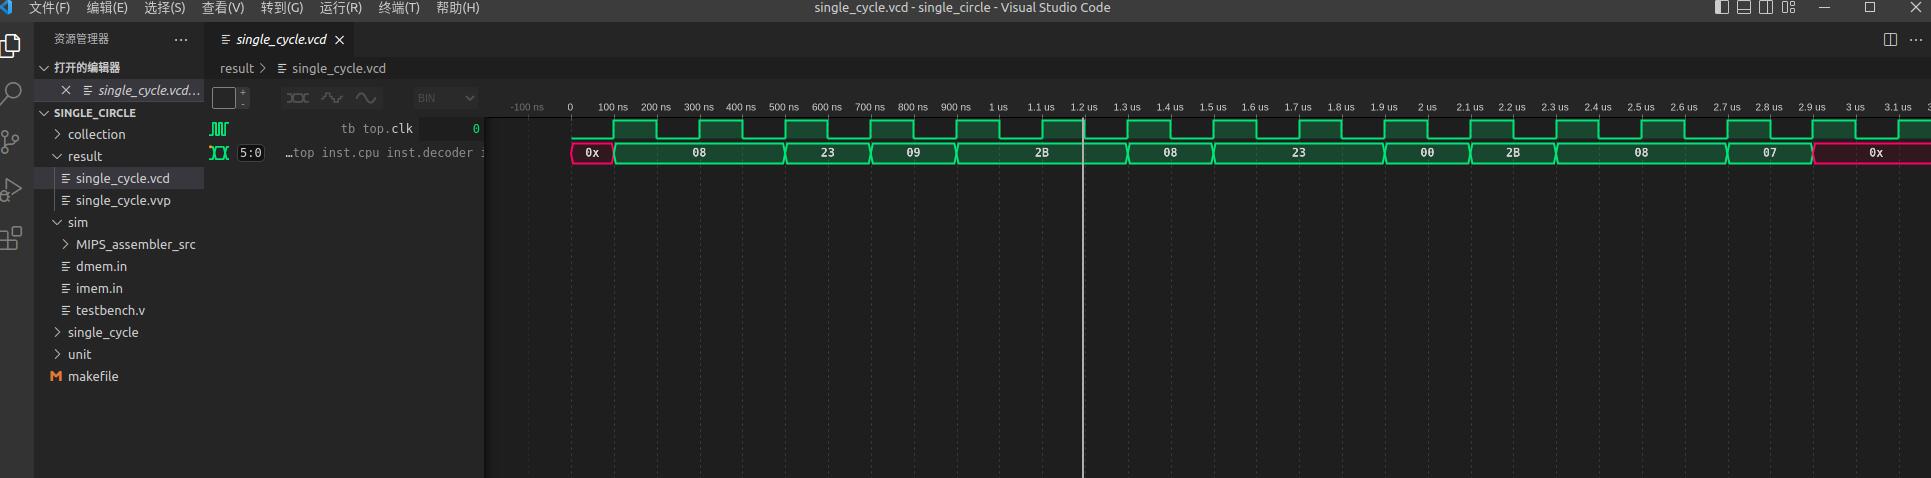 文件(F) 编辑(E) 选择(S) 查看(V) 转到(G) 运行(R) 终端(T) 帮助(H) single_cycle.vcd - single_circle - Visual Studio Code
资源管理器 ··· single_cycle.vcd
打开的编辑器 result > single_cycle.vcd
single_cycle.vcd...
+
-
BIN
SINGLE_CIRCLE
-100 ns 0 100 ns 200 ns 300 ns 400 ns 500 ns 600 ns 700 ns 800 ns 900 ns 1 us 1.1 us 1.2 us 1.3 us 1.4 us 1.5 us 1.6 us 1.7 us 1.8 us 1.9 us 2 us 2.1 us 2.2 us 2.3 us 2.4 us 2.5 us 2.6 us 2.7 us 2.8 us 2.9 us 3 us 3.1 us 3
collection tb top.clk 0
result 5:0 …top inst.cpu inst.decoder i 0x 08 23 09 2B 08 23 00 2B 08 07 0x
single_cycle.vcd
single_cycle.vvp
sim
MIPS_assembler_src
dmem.in
imem.in
testbench.v
single_cycle
unit
M makefile